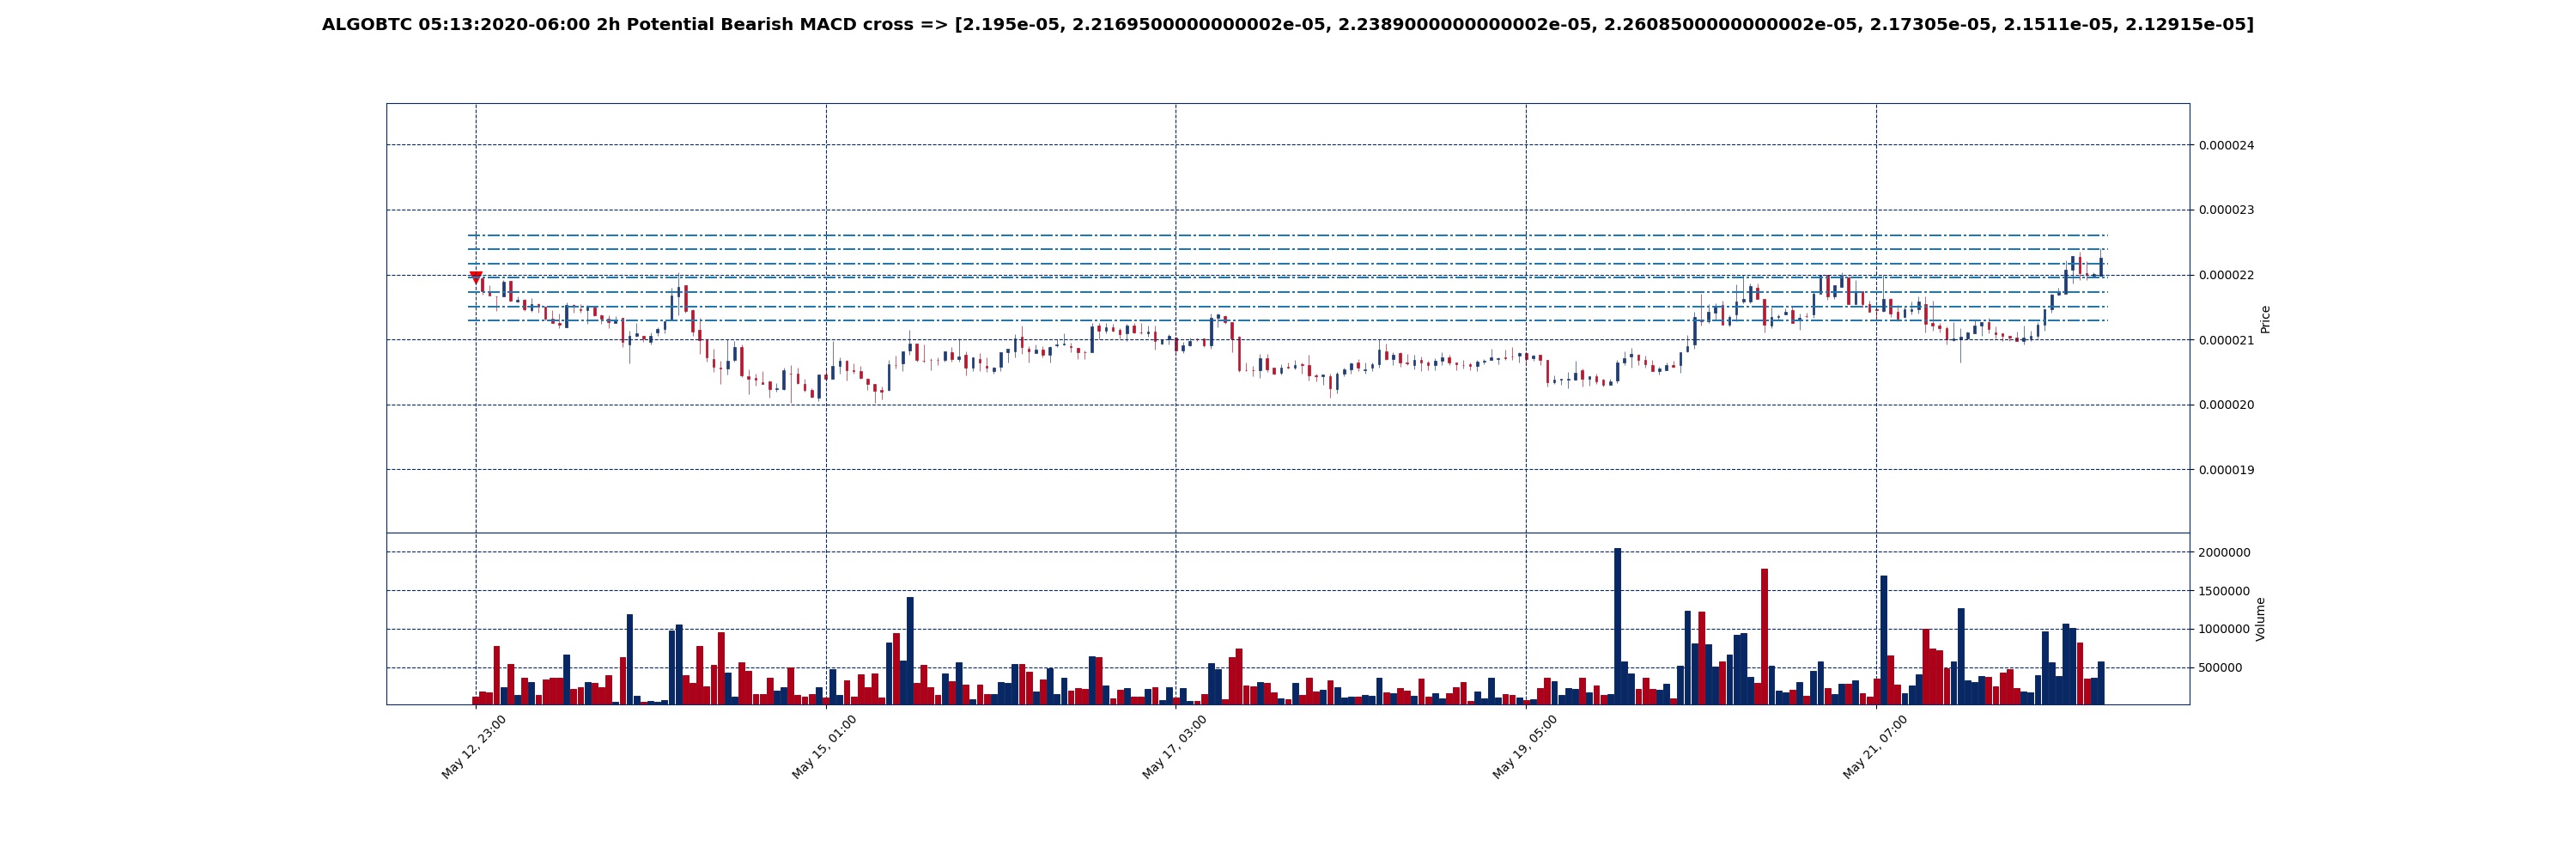 ALGOBTC 05:13:2020-06:00 2h Potential Bearish MACD cross => [2.195e-05, 2.2169500000000002e-05, 2.2389000000000002e-05, 2.2608500000000002e-05, 2.17305e-05, 2.1511e-05, 2.12915e-05]
0.000024
0.000023
0.000022
0.000021
0.000020
0.000019
Price
2000000
1500000
1000000
500000
Volume
May 12, 23:00
May 15, 01:00
May 17, 03:00
May 19, 05:00
May 21, 07:00